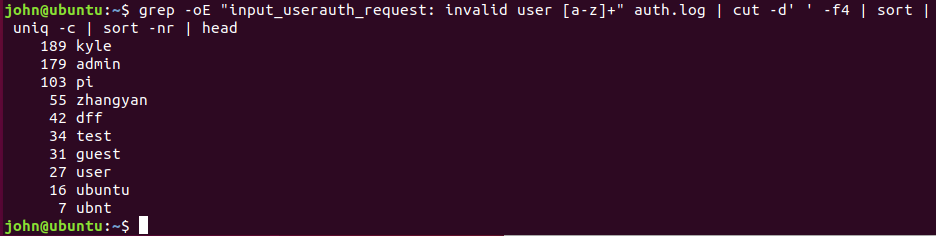 john@ubuntu:~$ grep -oE "input_userauth_request: invalid user [a-z]+" auth.log | cut -d' ' -f4 | sort |
uniq -c | sort -nr | head
189 kyle
179 admin
103 pi
55 zhangyan
42 dff
34 test
31 guest
27 user
16 ubuntu
7 ubnt
john@ubuntu:~$